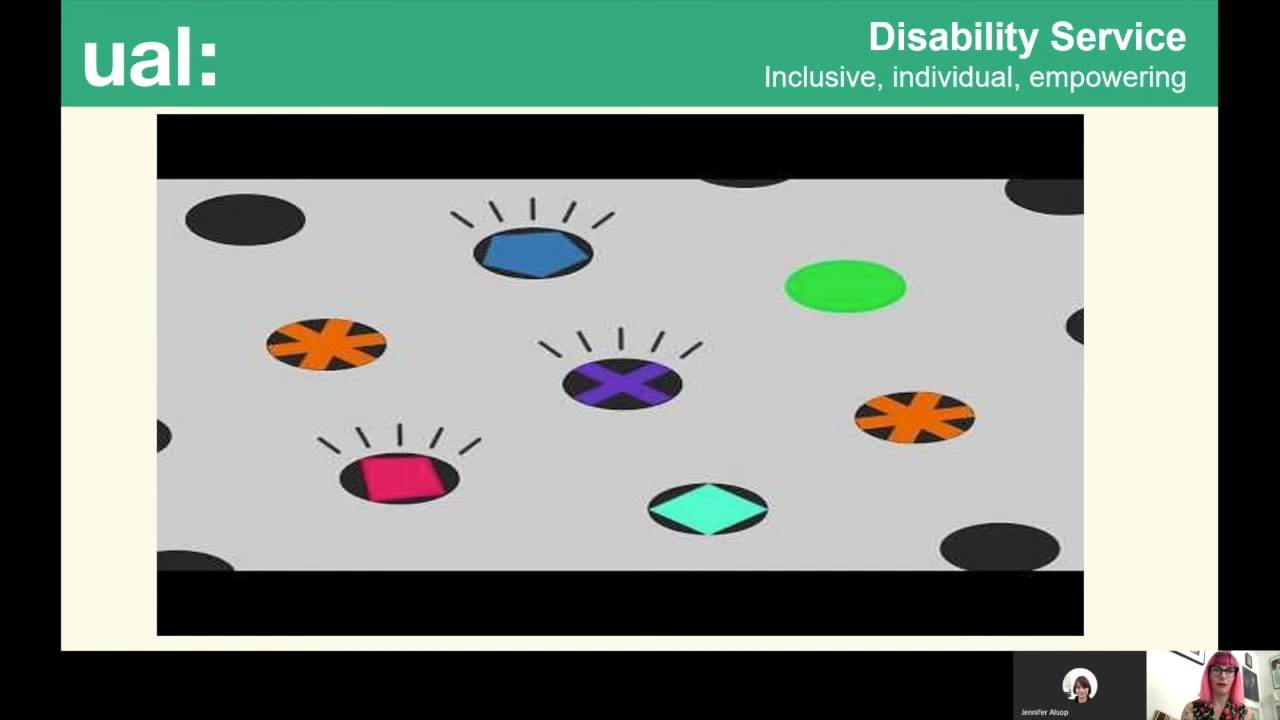 ual:
Disability Service
Inclusive, individual, empowering
Jennifer Alsop